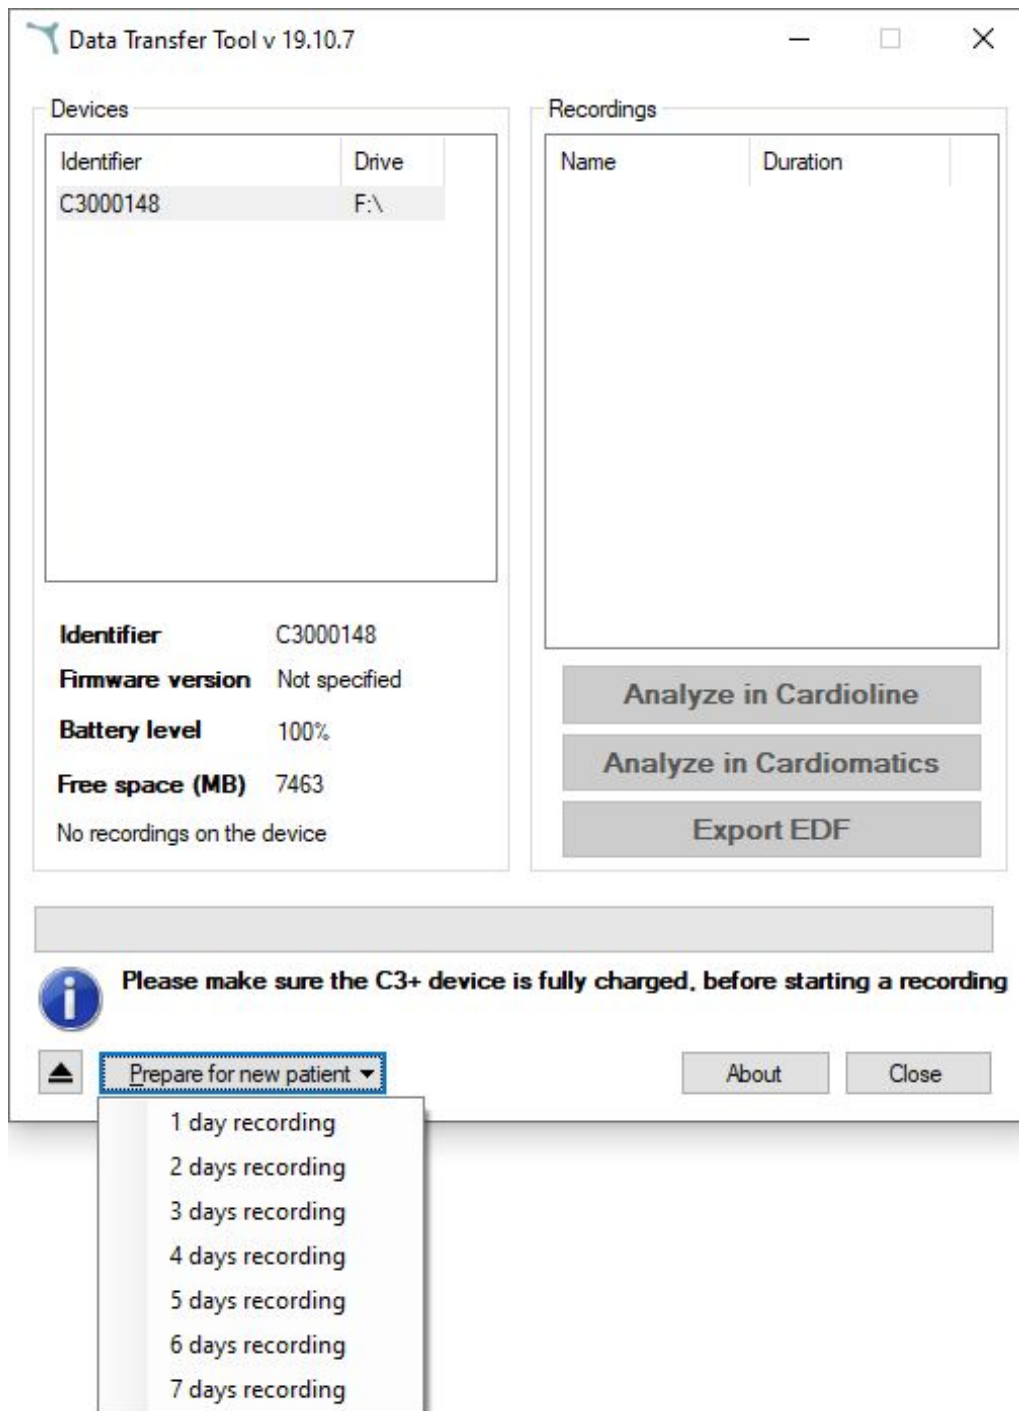 Data Transfer Tool v 19.10.7
Devices
Identifier Drive
C3000148 F:\
Identifier C3000148
Firmware version Not specified
Battery level 100%
Free space (MB) 7463
No recordings on the device
Recordings
Name Duration
Analyze in Cardioline
Analyze in Cardiomatics
Export EDF
Please make sure the C3+ device is fully charged, before starting a recording
Prepare for new patient
About
Close
1 day recording
2 days recording
3 days recording
4 days recording
5 days recording
6 days recording
7 days recording